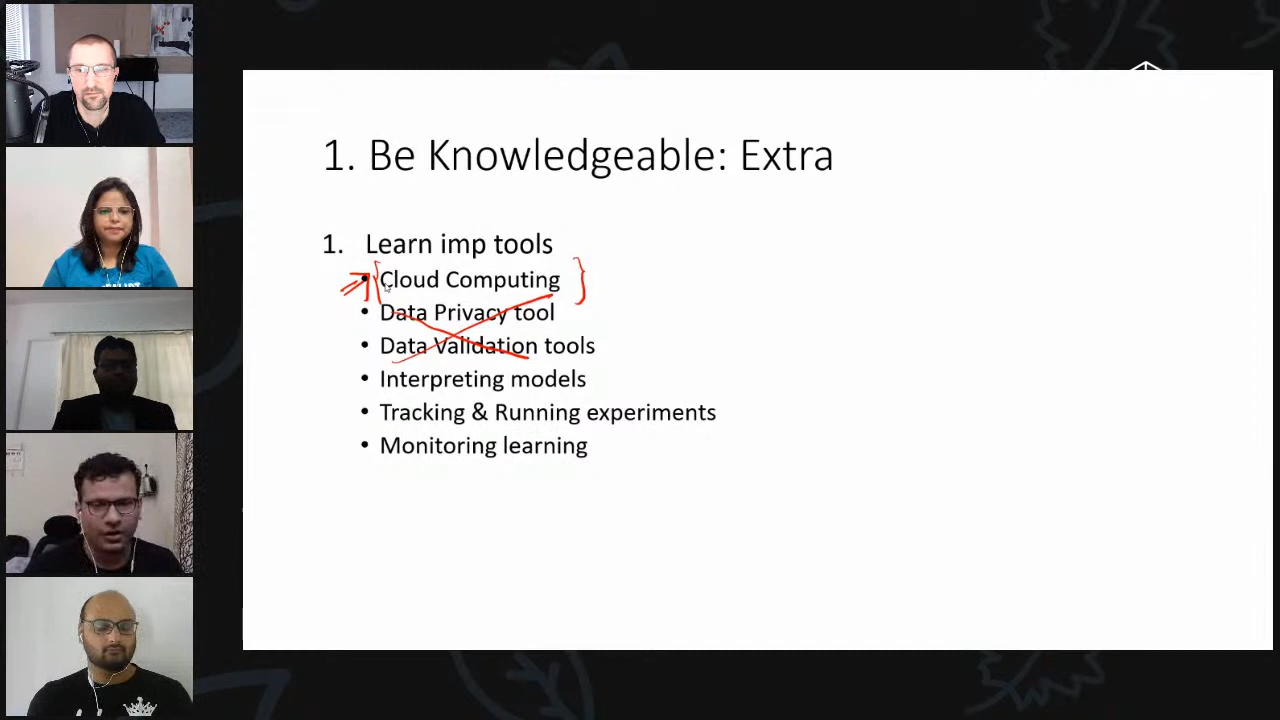 1. Be Knowledgeable: Extra
1. Learn imp tools
• Cloud Computing
• Data Privacy tool
• Data Validation tools
• Interpreting models
• Tracking & Running experiments
• Monitoring learning